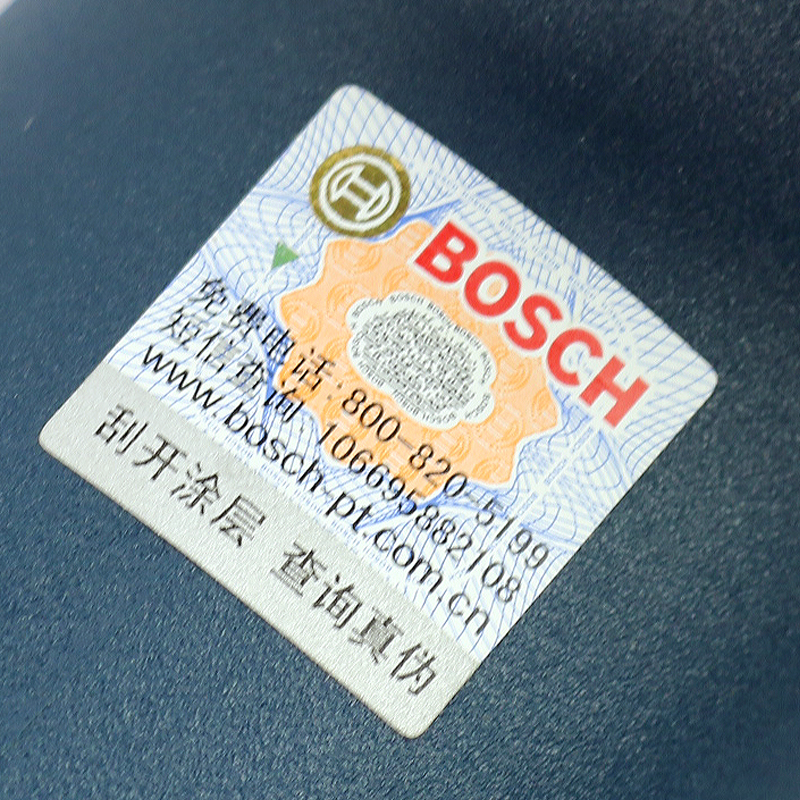 BOSCH
免费电话:800-820-5199
短信查询:106695882108
www.bosch-pt.com.cn
刮开涂层 查询真伪